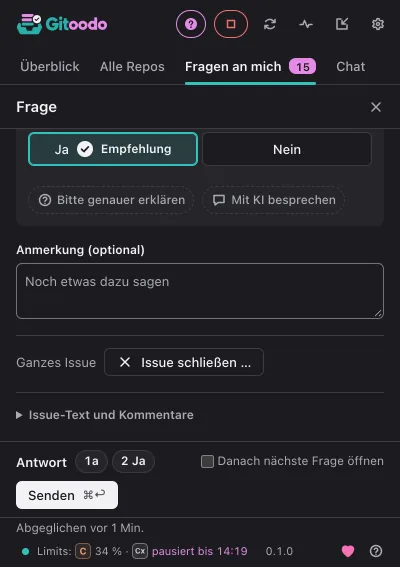 Gitoodo
Überblick Alle Repos Fragen an mich 15 Chat
Frage
Ja Empfehlung Nein
Bitte genauer erklären Mit KI besprechen
Anmerkung (optional)
Noch etwas dazu sagen
Ganzes Issue Issue schließen ...
Issue-Text und Kommentare
Antwort 1a 2 Ja Danach nächste Frage öffnen
Senden ⌘↩
Abgeglichen vor 1 Min.
Limits: C 34 % · Cx pausiert bis 14:19 0.1.0